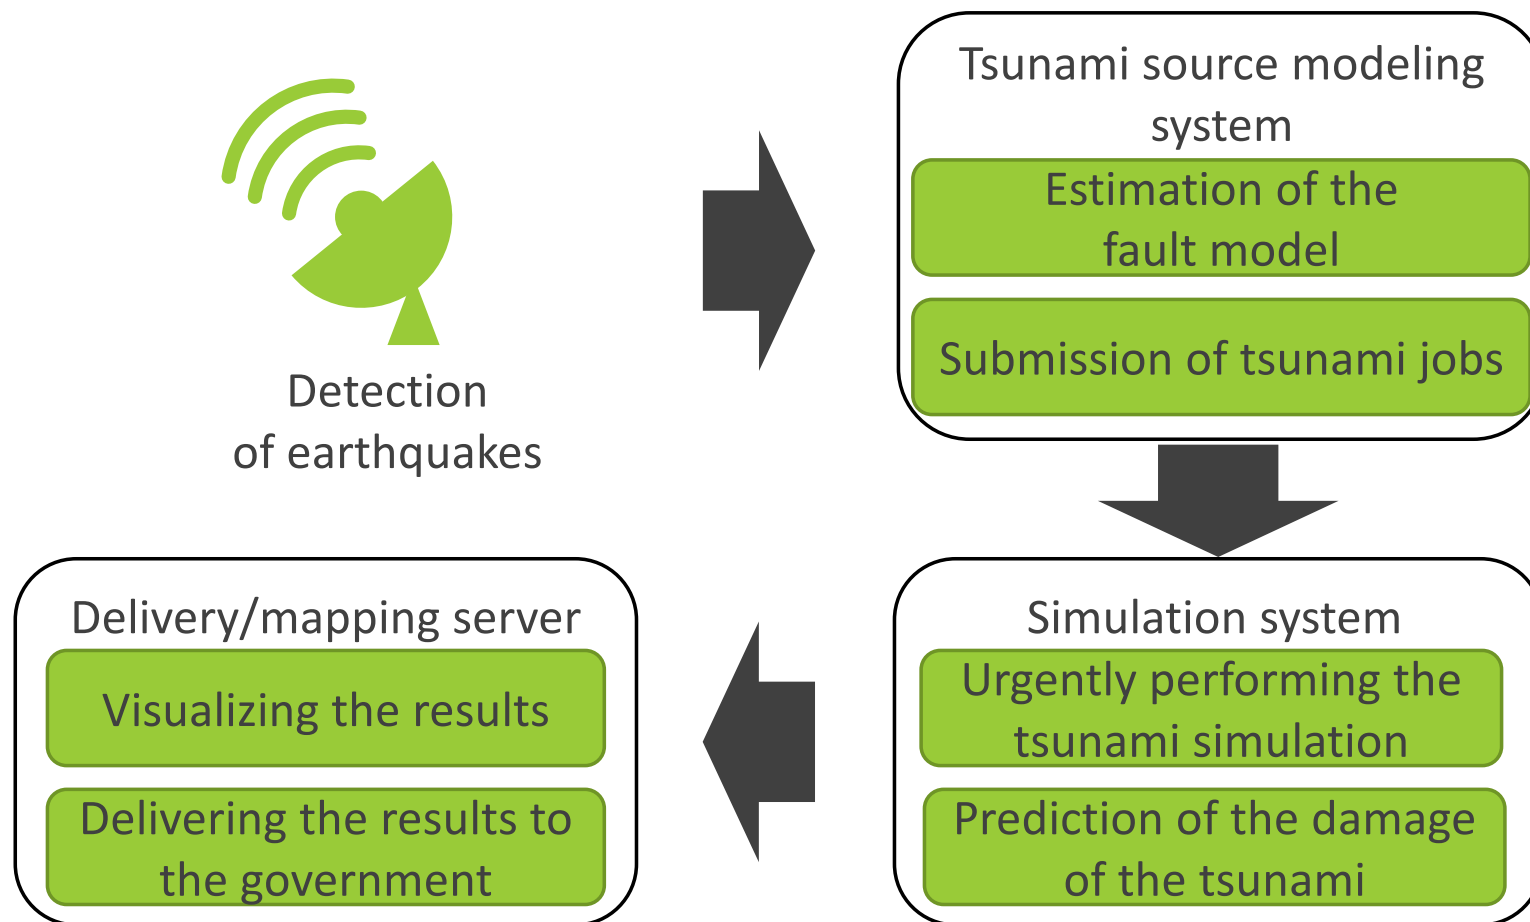 Detection
of earthquakes
Tsunami source modeling
system
Estimation of the
fault model
Submission of tsunami jobs
Simulation system
Urgently performing the
tsunami simulation
Prediction of the damage
of the tsunami
Delivery/mapping server
Visualizing the results
Delivering the results to
the government